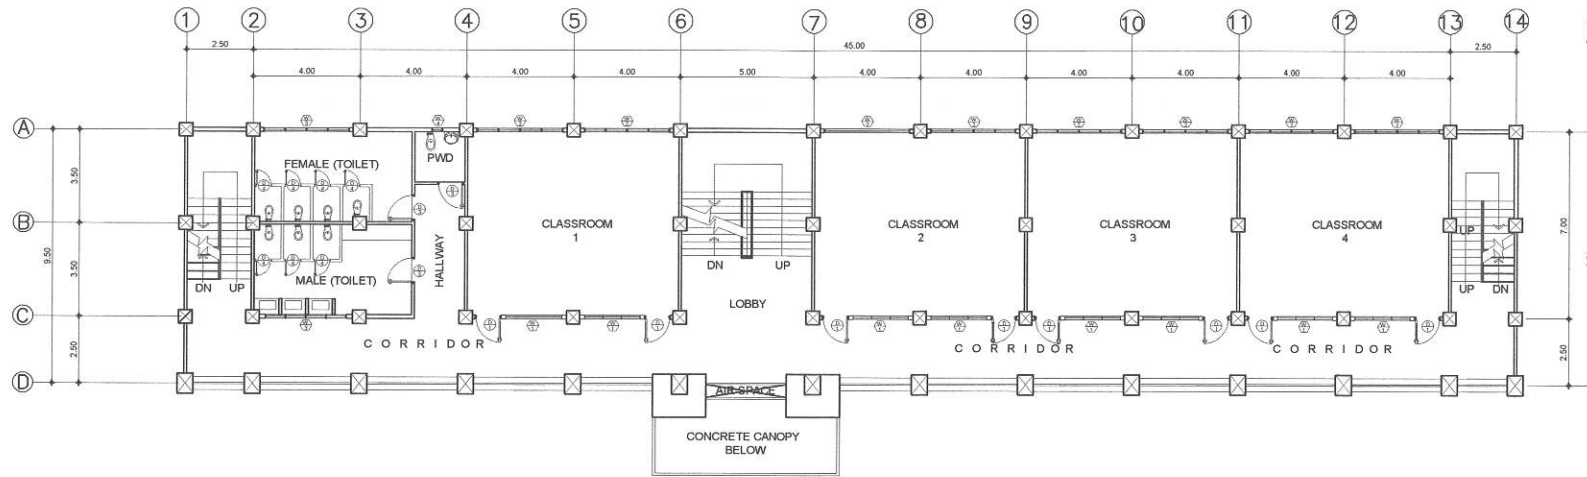 1 2 3 4 5 6 7 8 9 10 11 12 13 14
2.50 45.00 2.50
4.00 4.00 4.00 4.00 5.00 4.00 4.00 4.00 4.00 4.00 4.00
A
B
C
D
3.50
3.50
2.50
9.50
7.00
2.50
FEMALE (TOILET)
PWD
MALE (TOILET)
HALLWAY
DN UP
CLASSROOM
1
DN UP
LOBBY
CLASSROOM
2
CLASSROOM
3
CLASSROOM
4
UP
UP DN
CORRIDOR
CORRIDOR
CORRIDOR
AIR SPACE
CONCRETE CANOPY
BELOW